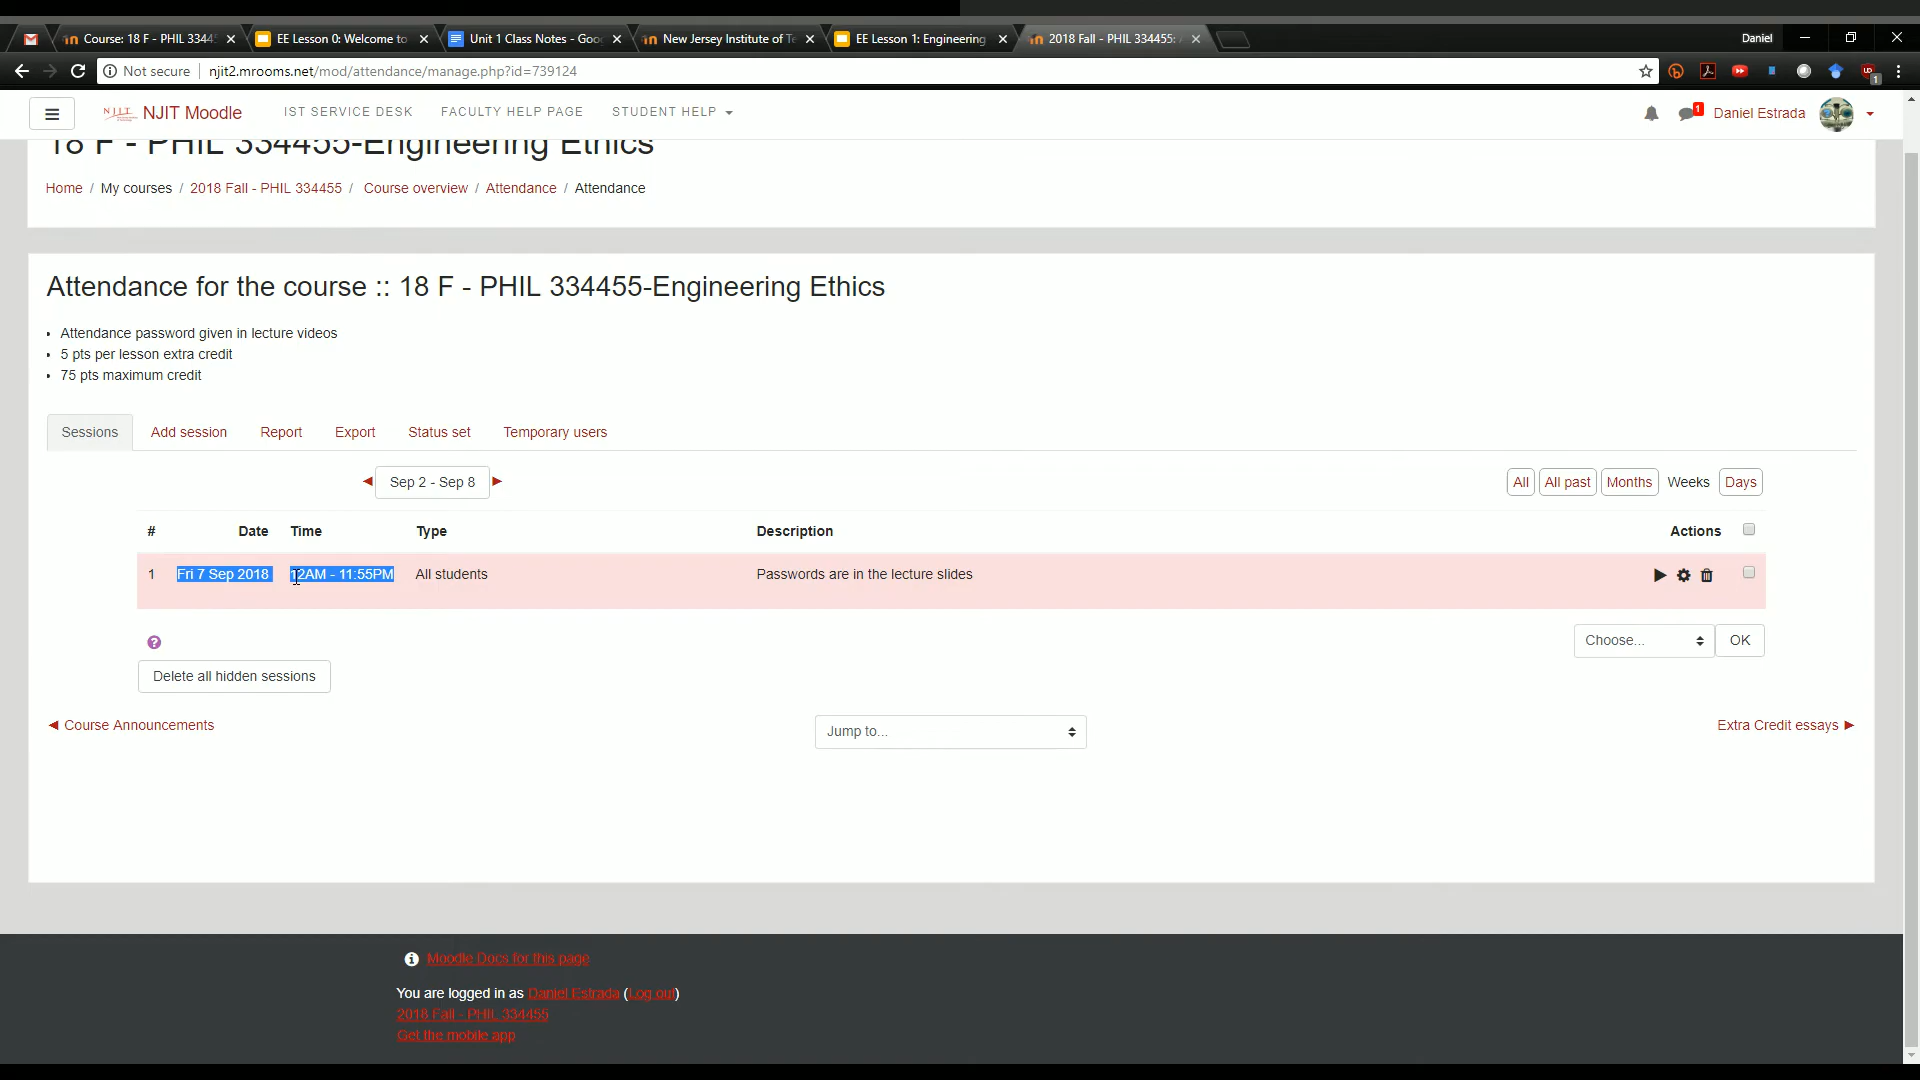 Course: 18 F - PHIL 3344
EE Lesson 0: Welcome to
Unit 1 Class Notes - Goo
New Jersey Institute of Te
EE Lesson 1: Engineering
2018 Fall - PHIL 334455:
Daniel
Not secure
njit2.mrooms.net/mod/attendance/manage.php?id=739124
1
NJIT
NJIT Moodle
IST SERVICE DESK
FACULTY HELP PAGE
STUDENT HELP
1
Daniel Estrada
18 F - PHIL 334455-Engineering Ethics
Home / My courses / 2018 Fall - PHIL 334455 / Course overview / Attendance / Attendance
Attendance for the course :: 18 F - PHIL 334455-Engineering Ethics
• Attendance password given in lecture videos
• 5 pts per lesson extra credit
• 75 pts maximum credit
Sessions Add session Report Export Status set Temporary users
◀ Sep 2 - Sep 8 ▶
All All past Months Weeks Days
# Date Time Type Description Actions
1 Fri 7 Sep 2018 12AM - 11:55PM All students Passwords are in the lecture slides
?
Choose... OK
Delete all hidden sessions
◀ Course Announcements
Jump to...
Extra Credit essays ▶
Moodle Docs for this page
You are logged in as Daniel Estrada (Log out)
2018 Fall - PHIL 334455
Get the mobile app